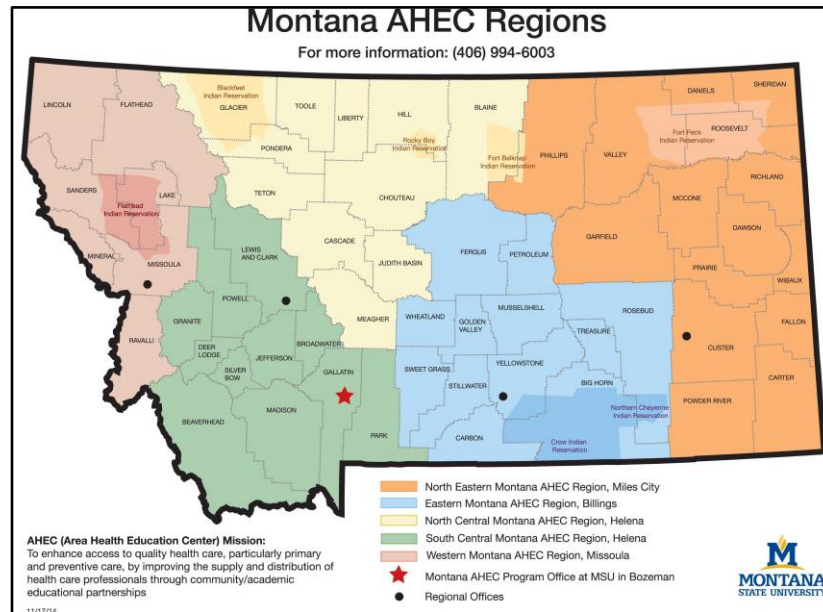 Montana AHEC Regions
For more information: (406) 994-6003
LINCOLN
FLATHEAD
Blackfeet
Indian Reservation
GLACIER
TOOLE
LIBERTY
HILL
BLAINE
DANIELS
SHERIDAN
Rocky Boy
Indian Reservation
Fort Belknap
Indian Reservation
PHILLIPS
VALLEY
Fort Peck
Indian Reservation
ROOSEVELT
PONDERA
SANDERS
LAKE
Flathead
Indian Reservation
TETON
CHOUTEAU
RICHLAND
MCCONE
MINERAL
MISSOULA
LEWIS
AND CLARK
CASCADE
JUDITH BASIN
FERGUS
PETROLEUM
GARFIELD
DAWSON
PRAIRIE
WIBAUX
POWELL
GRANITE
MEAGHER
WHEATLAND
GOLDEN
VALLEY
MUSSELSHELL
ROSEBUD
TREASURE
FALLON
CUSTER
RAVALLI
DEER
LODGE
SILVER
BOW
JEFFERSON
BROADWATER
GALLATIN
SWEET GRASS
STILLWATER
YELLOWSTONE
BIG HORN
CARTER
POWDER RIVER
BEAVERHEAD
MADISON
PARK
CARBON
Crow Indian
Reservation
Northern Cheyenne
Indian Reservation
North Eastern Montana AHEC Region, Miles City
Eastern Montana AHEC Region, Billings
North Central Montana AHEC Region, Helena
South Central Montana AHEC Region, Helena
Western Montana AHEC Region, Missoula
Montana AHEC Program Office at MSU in Bozeman
Regional Offices
AHEC (Area Health Education Center) Mission:
To enhance access to quality health care, particularly primary
and preventive care, by improving the supply and distribution of
health care professionals through community/academic
educational partnerships
11/17/14
M
MONTANA
STATE UNIVERSITY